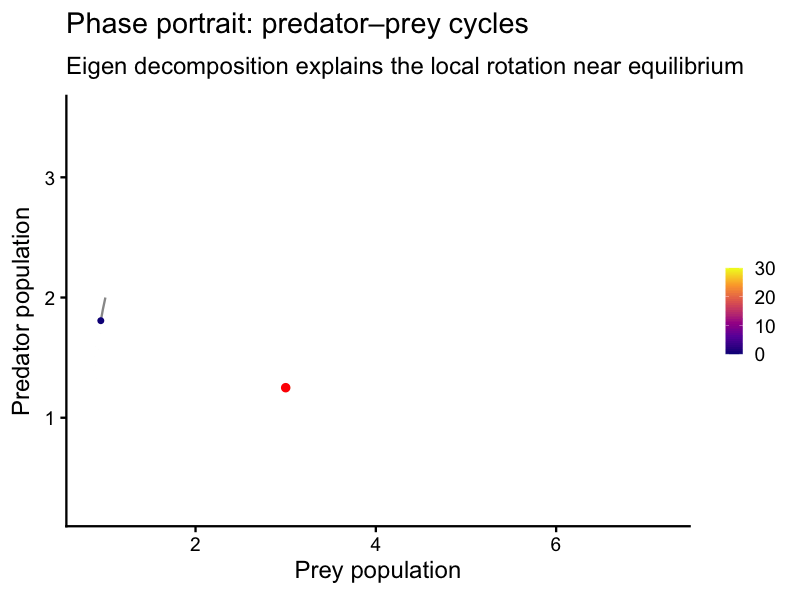 Phase portrait: predator–prey cycles
Eigen decomposition explains the local rotation near equilibrium
Predator population
3
2
1
2
4
6
Prey population
30
20
10
0